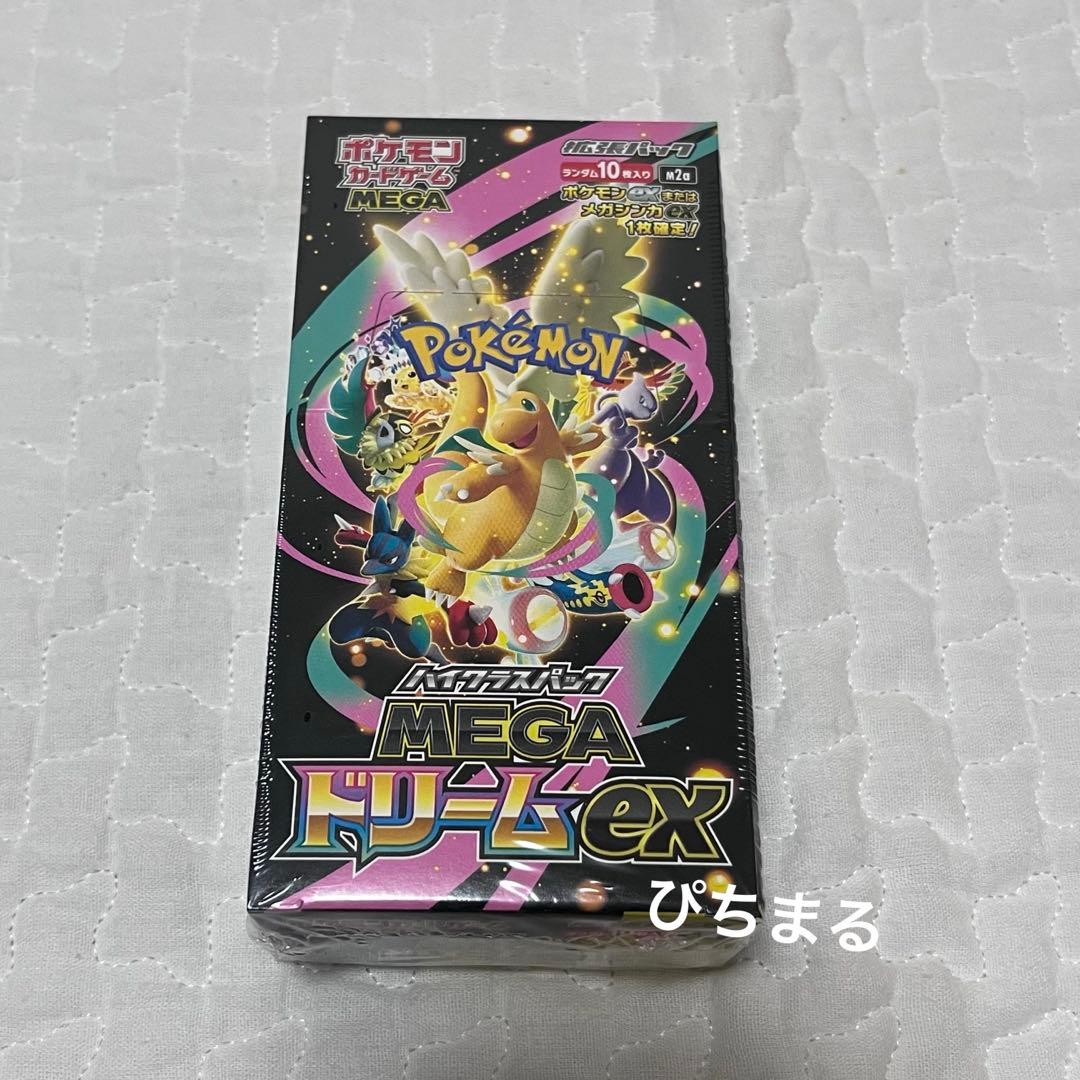 ポケモン
カードゲーム
MEGA
拡張パック
ランダム10枚入り M2a
ポケモンexまたは
メガシンカex
1枚確定!
POKéMON
TM
ハイクラスパック
MEGA
ドリームex
ぴちまる